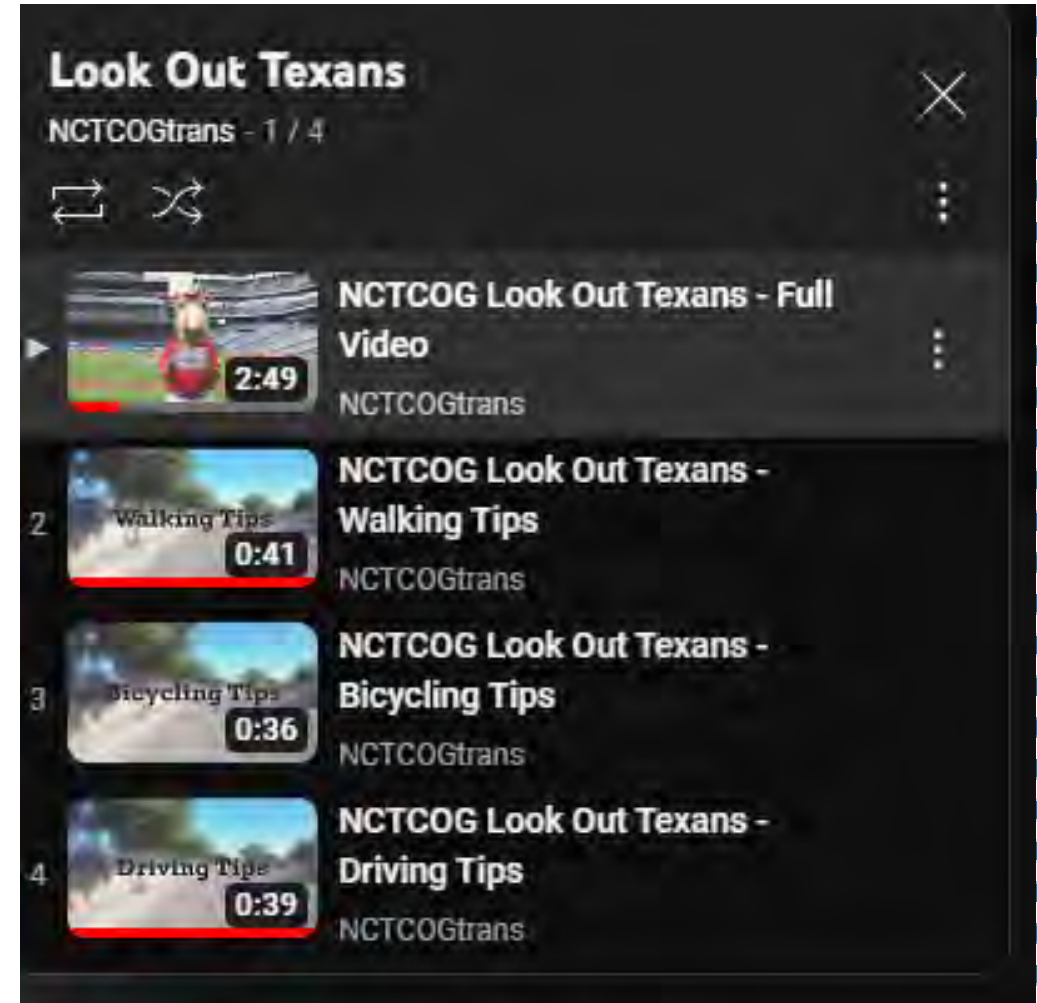 Look Out Texans
NCTCOGtrans - 1 / 4
NCTCOG Look Out Texans - Full
Video
2:49
NCTCOGtrans
NCTCOG Look Out Texans -
2
Walking Tips
Walking Tips
0:41
NCTCOGtrans
NCTCOG Look Out Texans -
3
Bicycling Tips
Bicycling Tips
0:36
NCTCOGtrans
NCTCOG Look Out Texans -
4
Driving Tips
Driving Tips
0:39
NCTCOGtrans